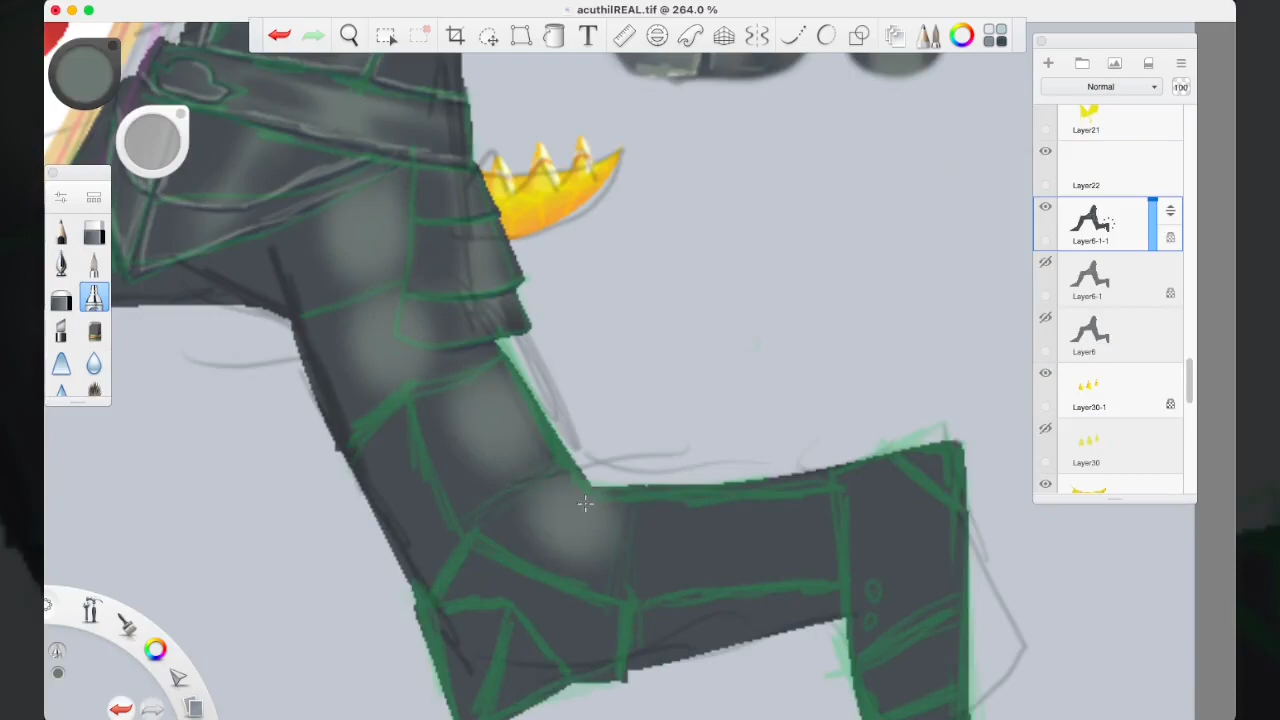 acuthilREAL.tif @ 264.0 %
T
Normal
100
Layer21
Layer22
Layer6-1-1
Layer6-1
Layer6
Layer30-1
Layer30